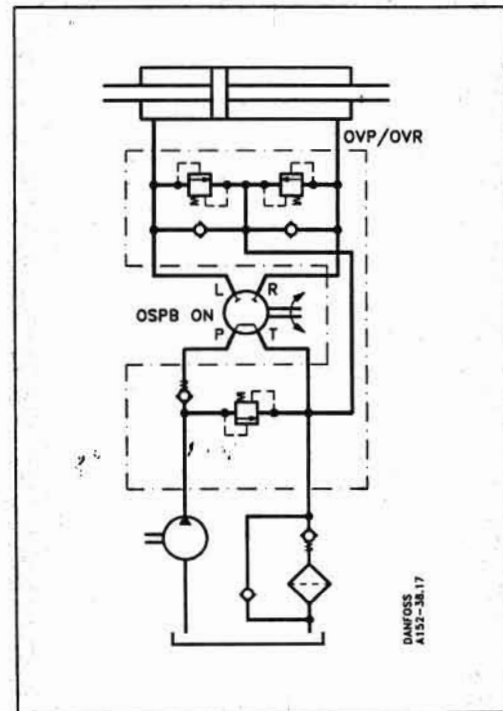 OVP/OVR
L R
OSPB ON
P T
DANFOSS
A152-38.17